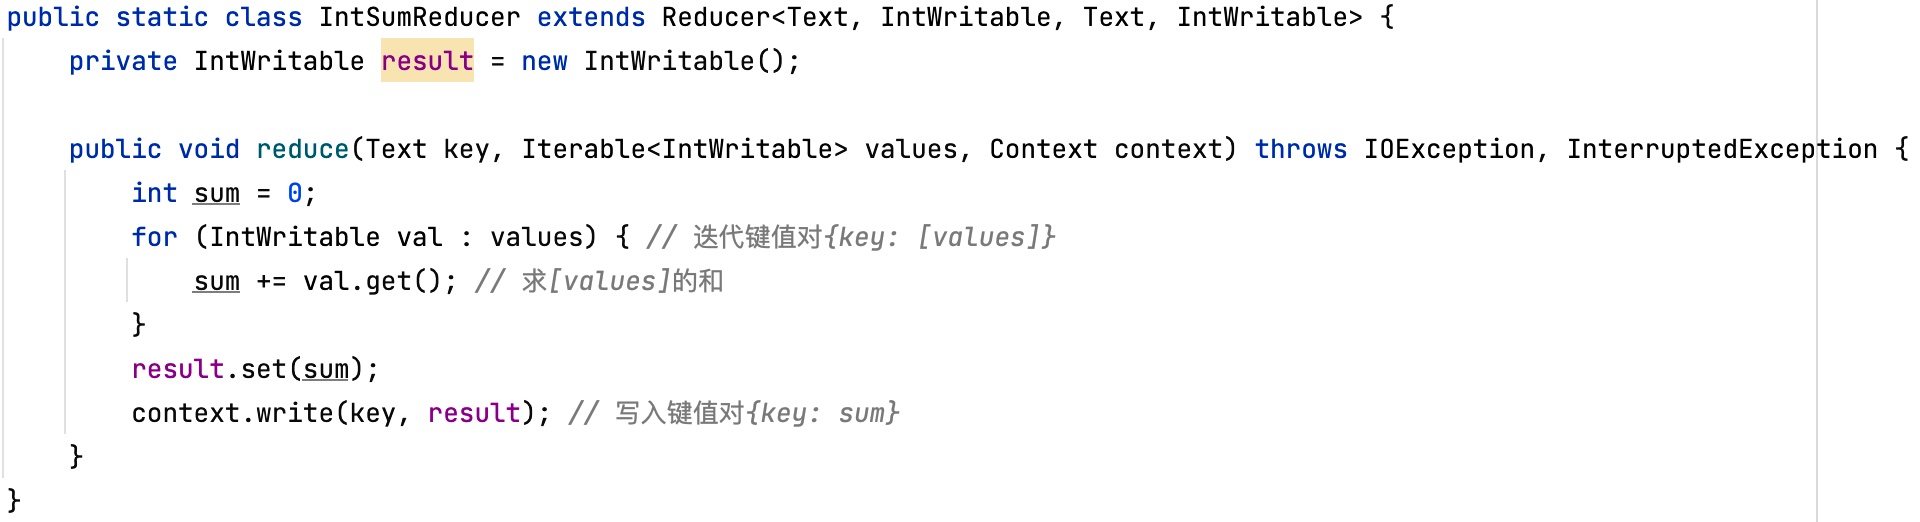 public static class IntSumReducer extends Reducer<Text, IntWritable, Text, IntWritable> {
    private IntWritable result = new IntWritable();

    public void reduce(Text key, Iterable<IntWritable> values, Context context) throws IOException, InterruptedException {
        int sum = 0;
        for (IntWritable val : values) { // 迭代键值对{key: [values]}
            sum += val.get(); // 求[values]的和
        }
        result.set(sum);
        context.write(key, result); // 写入键值对{key: sum}
    }
}